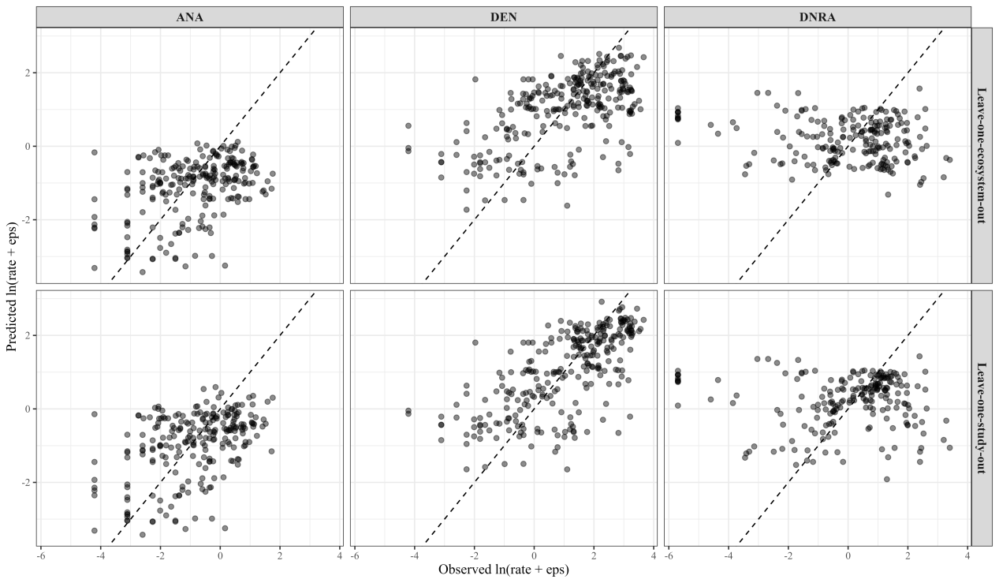 ANA DEN DNRA
2
0
-2
Leave-one-ecosystem-out
2
0
-2
Leave-one-study-out
Predicted ln(rate + eps)
-6 -4 -2 0 2 4 -6 -4 -2 0 2 4 -6 -4 -2 0 2 4
Observed ln(rate + eps)